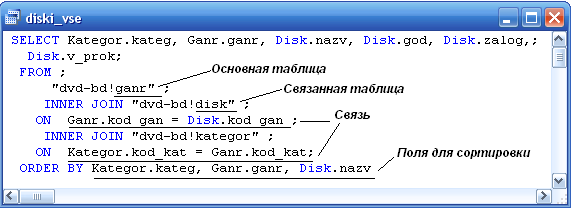 diski_vse
SELECT Kategor.kateg, Ganr.ganr, Disk.nazv, Disk.god, Disk.zalog,;
Disk.v_prok;
FROM ;
Основная таблица
"dvd-bd!ganr" ;
Связанная таблица
INNER JOIN "dvd-bd!disk" ;
Связь
ON Ganr.kod_gan = Disk.kod_gan ;
INNER JOIN "dvd-bd!kategor" ;
ON Kategor.kod_kat = Ganr.kod_kat;
Поля для сортировки
ORDER BY Kategor.kateg, Ganr.ganr, Disk.nazv